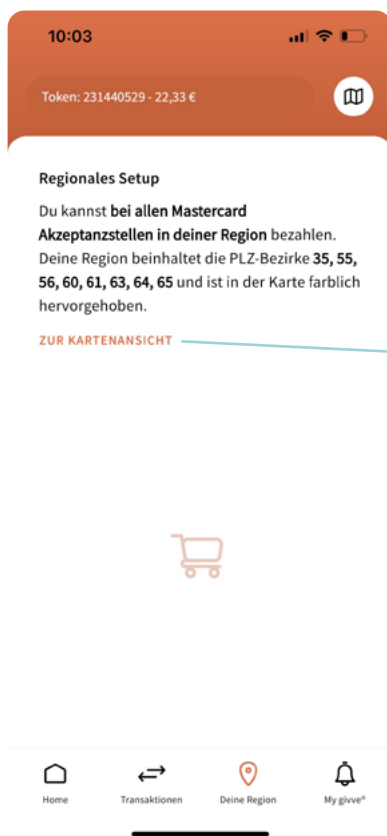 10:03
Token: 231440529 - 22,33 €
Regionales Setup
Du kannst bei allen Mastercard
Akzeptanzstellen in deiner Region bezahlen.
Deine Region beinhaltet die PLZ-Bezirke 35, 55,
56, 60, 61, 63, 64, 65 und ist in der Karte farblich
hervorgehoben.
ZUR KARTENANSICHT
Home Transaktionen Deine Region My givve®